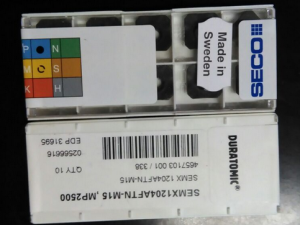 P
N
M
S
K
H
Made in
Sweden
SECO
DURATOMIC®
SEMX1204AFTN-M15 ,MP2500
SEMX 1204AFTN-M15
4657103 001 / 338
QTY 10
02566616
EDP 31695